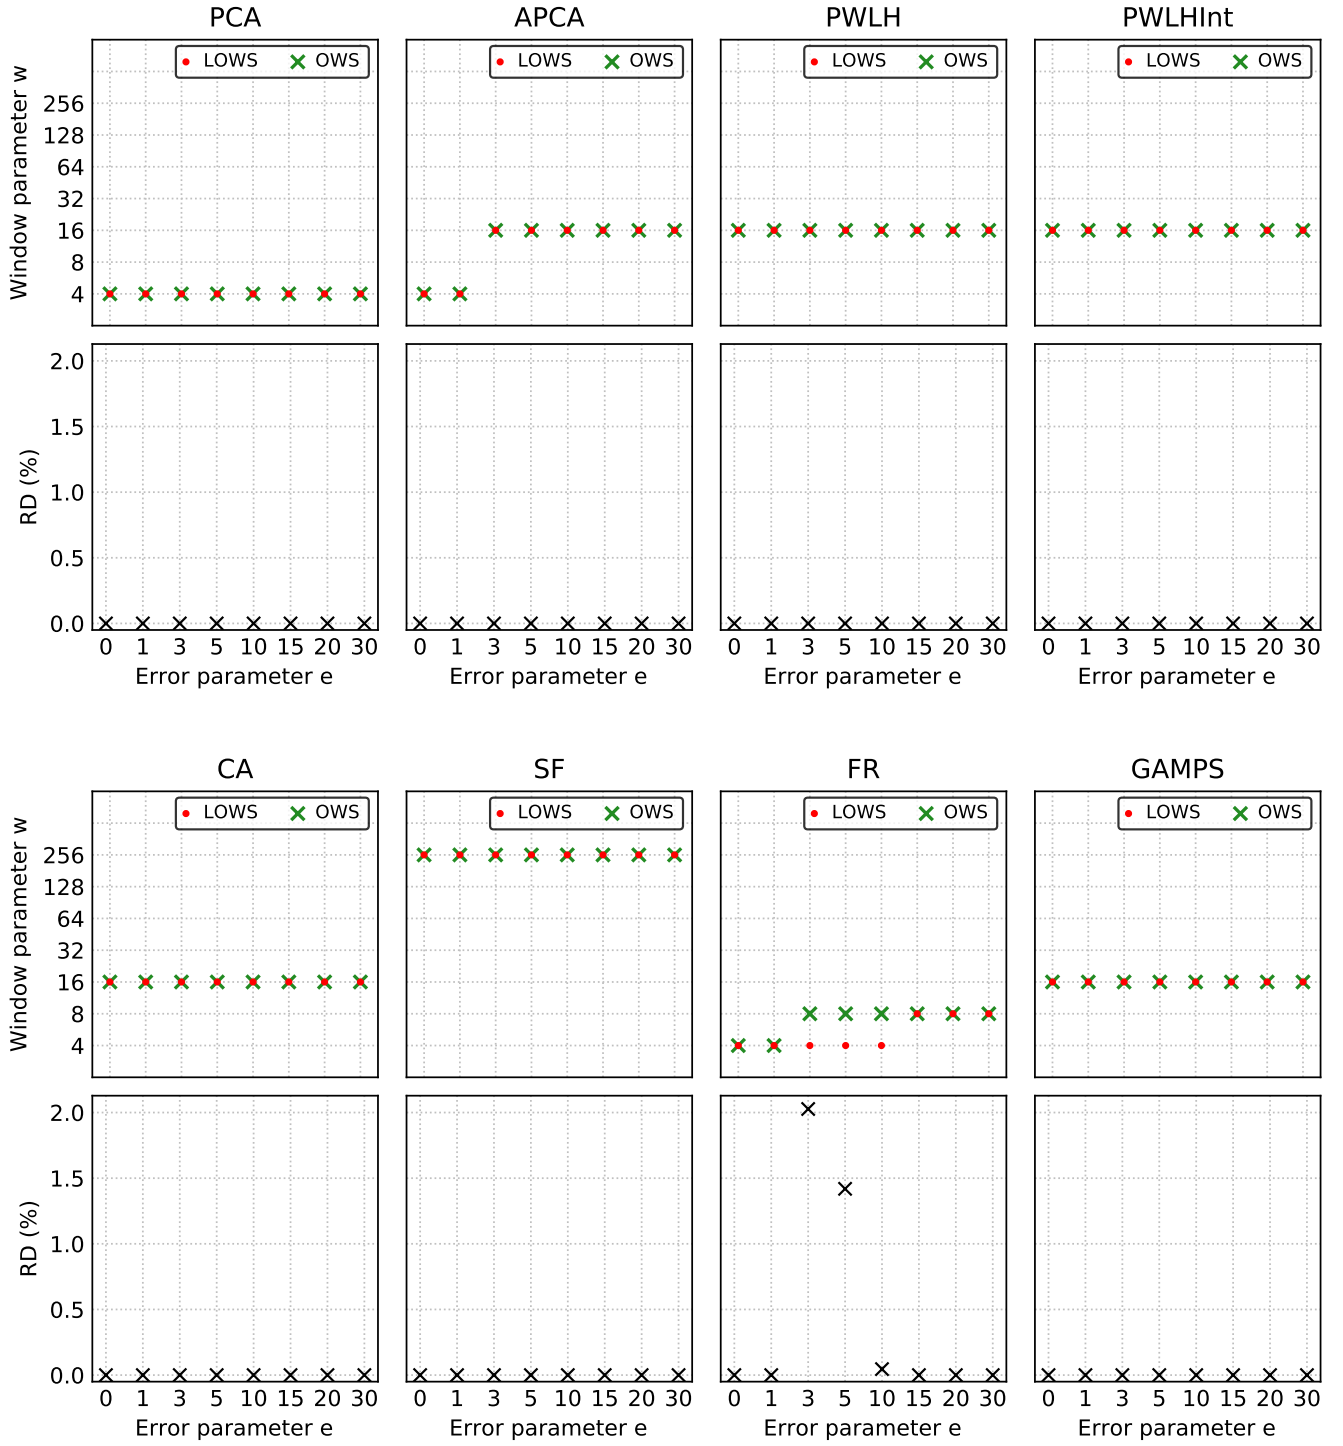 PCA APCA PWLH PWLHInt
LOWS OWS LOWS OWS LOWS OWS LOWS OWS
Window parameter w
256
128
64
32
16
8
4
RD (%)
2.0
1.5
1.0
0.5
0.0
0 1 3 5 10 15 20 30 0 1 3 5 10 15 20 30 0 1 3 5 10 15 20 30 0 1 3 5 10 15 20 30
Error parameter e Error parameter e Error parameter e Error parameter e
CA SF FR GAMPS
LOWS OWS LOWS OWS LOWS OWS LOWS OWS
Window parameter w
256
128
64
32
16
8
4
RD (%)
2.0
1.5
1.0
0.5
0.0
0 1 3 5 10 15 20 30 0 1 3 5 10 15 20 30 0 1 3 5 10 15 20 30 0 1 3 5 10 15 20 30
Error parameter e Error parameter e Error parameter e Error parameter e